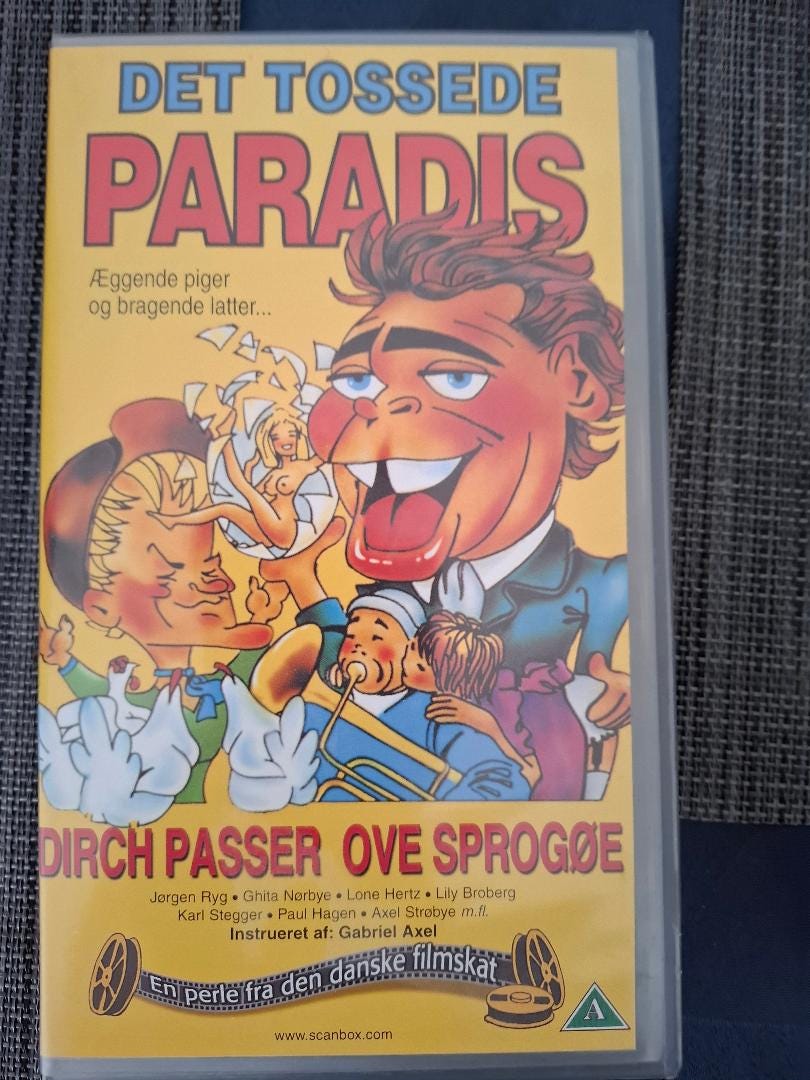 DET TOSSEDE
PARADIS
Æggende piger
og bragende latter...
DIRCH PASSER OVE SPROGØE
Jørgen Ryg • Ghita Nørbye • Lone Hertz • Lily Broberg
Karl Stegger • Paul Hagen • Axel Strøbye m.fl.
Instrueret af: Gabriel Axel
En perle fra den danske filmskat
A
www.scanbox.com